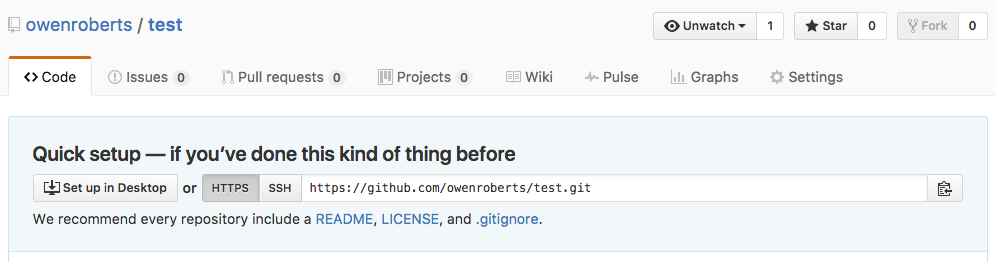 owenroberts / test
Unwatch 1 Star 0 Fork 0
Code Issues 0 Pull requests 0 Projects 0 Wiki Pulse Graphs Settings
Quick setup — if you’ve done this kind of thing before
Set up in Desktop or HTTPS SSH https://github.com/owenroberts/test.git
We recommend every repository include a README, LICENSE, and .gitignore.